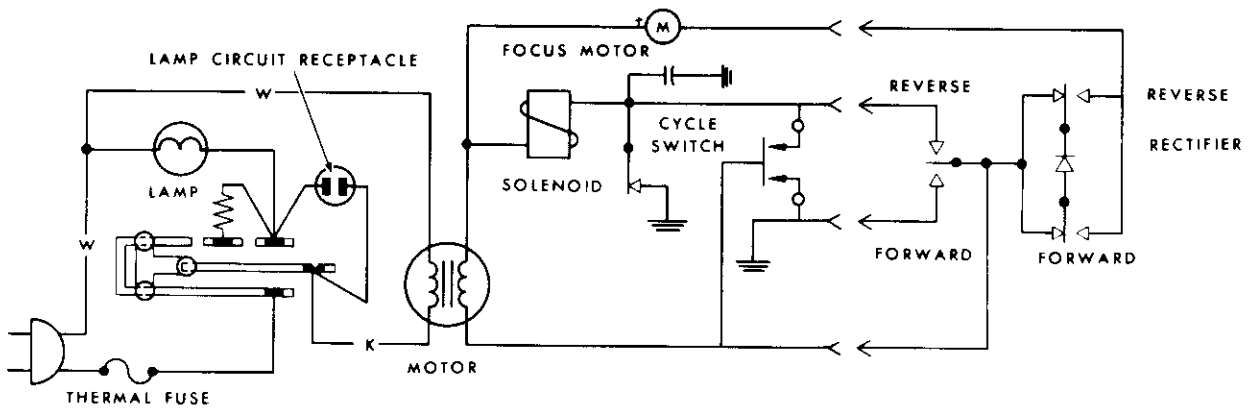 LAMP CIRCUIT RECEPTACLE
W
LAMP
W
C
K
THERMAL FUSE
MOTOR
M
FOCUS MOTOR
CYCLE
SWITCH
SOLENOID
REVERSE
FORWARD
REVERSE
RECTIFIER
FORWARD